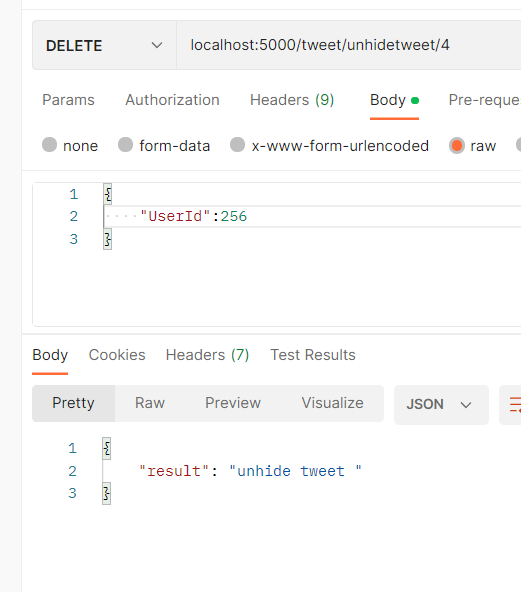 DELETE localhost:5000/tweet/unhidetweet/4
Params Authorization Headers (9) Body Pre-reque
none form-data x-www-form-urlencoded raw
1 {
2 "UserId":256
3 }
Body Cookies Headers (7) Test Results
Pretty Raw Preview Visualize JSON
1 {
2 "result": "unhide tweet "
3 }